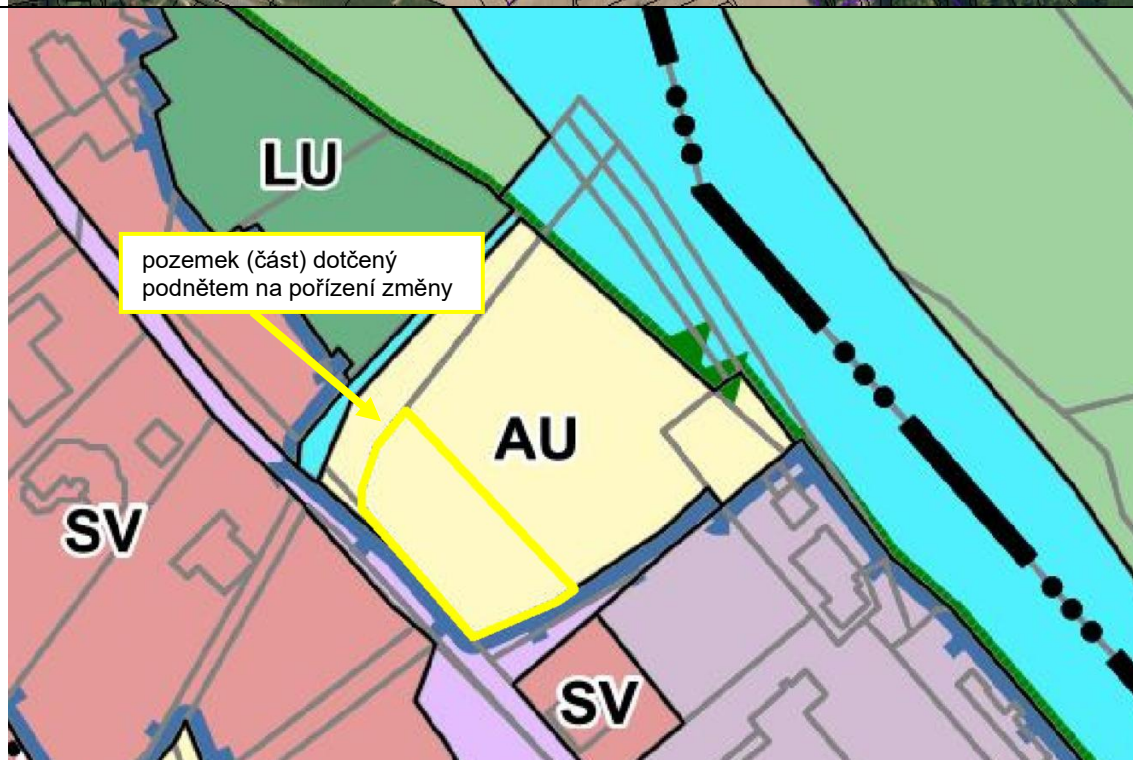 LU
pozemek (část) dotčený
podnětem na pořízení změny
AU
SV
SV